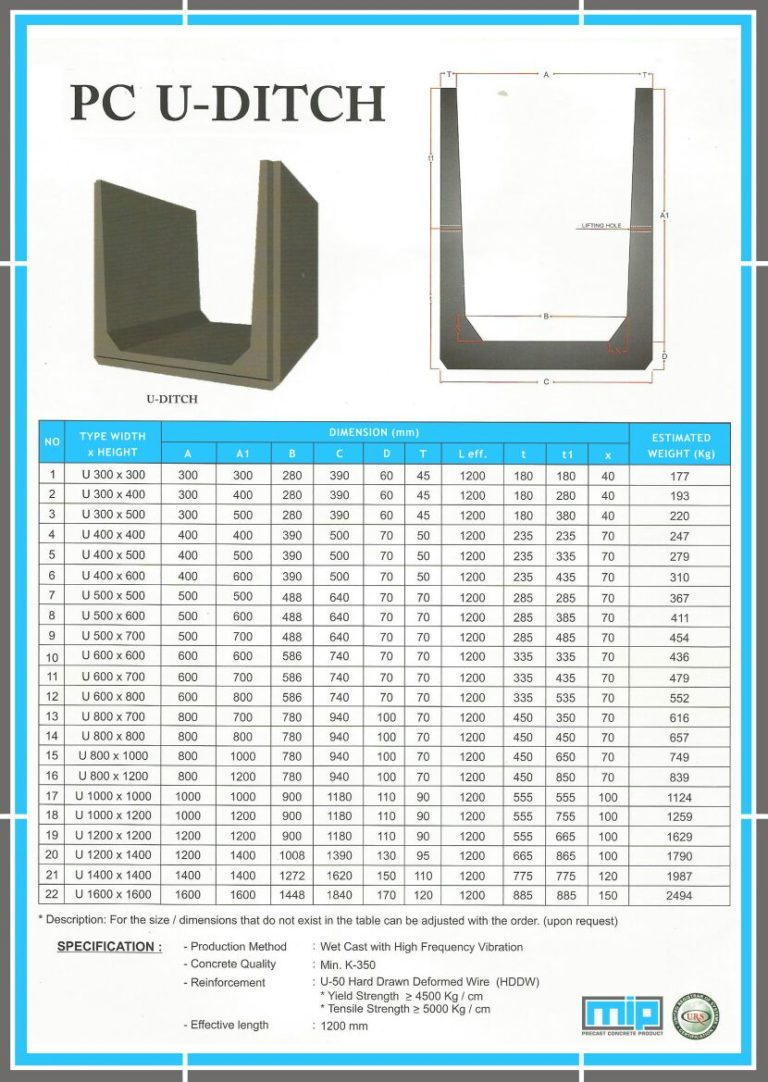 PC U-DITCH
T A T
t1 A1
LIFTING HOLE
t
B
X
D
C
U-DITCH
NO TYPE WIDTH x HEIGHT DIMENSION (mm) ESTIMATED WEIGHT (Kg)
A A1 B C D T L eff. t t1 x
1 U 300 x 300 300 300 280 390 60 45 1200 180 180 40 177
2 U 300 x 400 300 400 280 390 60 45 1200 180 280 40 193
3 U 300 x 500 300 500 280 390 60 45 1200 180 380 40 220
4 U 400 x 400 400 400 390 500 70 50 1200 235 235 70 247
5 U 400 x 500 400 500 390 500 70 50 1200 235 335 70 279
6 U 400 x 600 400 600 390 500 70 50 1200 235 435 70 310
7 U 500 x 500 500 500 488 640 70 70 1200 285 285 70 367
8 U 500 x 600 500 600 488 640 70 70 1200 285 385 70 411
9 U 500 x 700 500 700 488 640 70 70 1200 285 485 70 454
10 U 600 x 600 600 600 586 740 70 70 1200 335 335 70 436
11 U 600 x 700 600 700 586 740 70 70 1200 335 435 70 479
12 U 600 x 800 600 800 586 740 70 70 1200 335 535 70 552
13 U 800 x 700 800 700 780 940 100 70 1200 450 350 70 616
14 U 800 x 800 800 800 780 940 100 70 1200 450 450 70 657
15 U 800 x 1000 800 1000 780 940 100 70 1200 450 650 70 749
16 U 800 x 1200 800 1200 780 940 100 70 1200 450 850 70 839
17 U 1000 x 1000 1000 1000 900 1180 110 90 1200 555 555 100 1124
18 U 1000 x 1200 1000 1200 900 1180 110 90 1200 555 755 100 1259
19 U 1200 x 1200 1200 1200 900 1180 110 90 1200 555 665 100 1629
20 U 1200 x 1400 1200 1400 1008 1390 130 95 1200 665 865 100 1790
21 U 1400 x 1400 1400 1400 1272 1620 150 110 1200 775 775 120 1987
22 U 1600 x 1600 1600 1600 1448 1840 170 120 1200 885 885 150 2494
* Description: For the size / dimensions that do not exist in the table can be adjusted with the order. (upon request)
SPECIFICATION : - Production Method : Wet Cast with High Frequency Vibration
- Concrete Quality : Min. K-350
- Reinforcement : U-50 Hard Drawn Deformed Wire (HDDW)
* Yield Strength ≥ 4500 Kg / cm
* Tensile Strength ≥ 5000 Kg / cm
- Effective length : 1200 mm
mip
PRECAST CONCRETE PRODUCT
URS